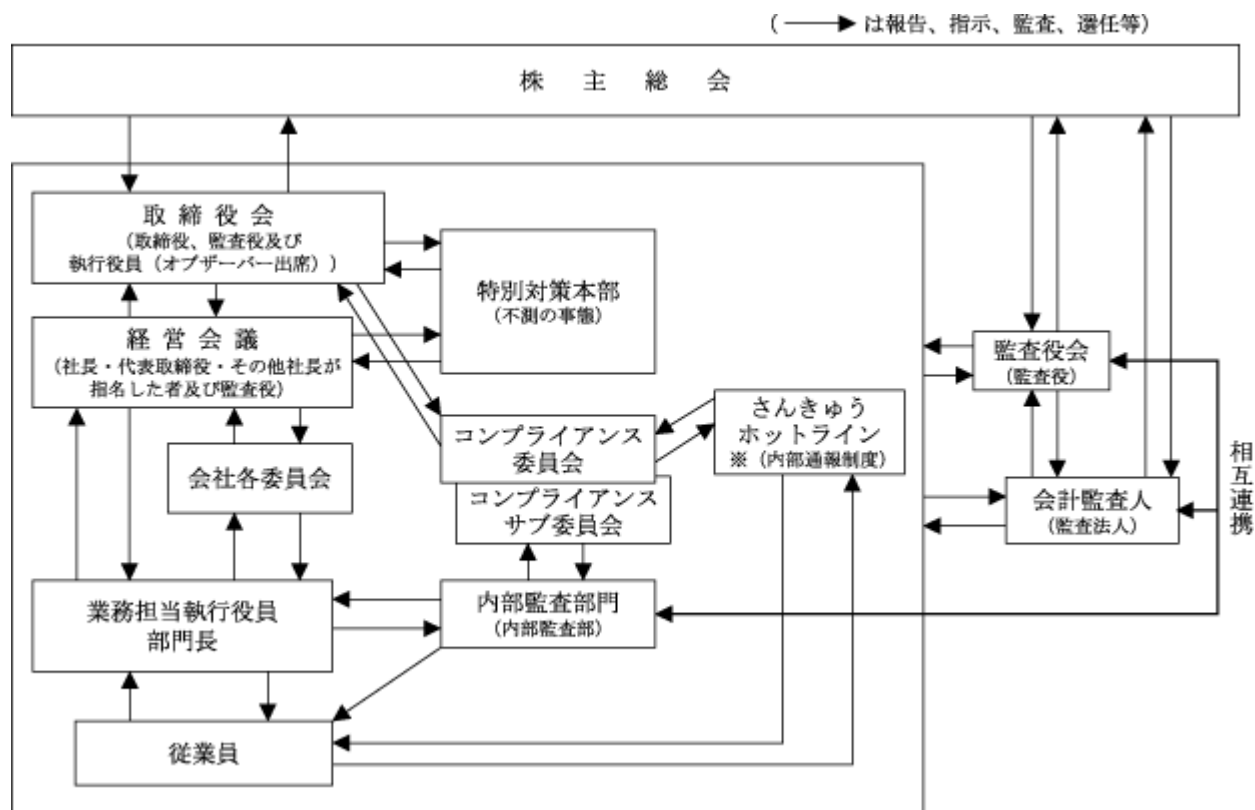 （ → は報告、指示、監査、選任等）
株主総会
取締役会
（取締役、監査役及び
執行役員（オブザーバー出席））
特別対策本部
（不測の事態）
経営会議
（社長・代表取締役・その他社長が
指名した者及び監査役）
監査役会
（監査役）
さんきゅう
ホットライン
※（内部通報制度）
コンプライアンス
委員会
会社各委員会
コンプライアンス
サブ委員会
会計監査人
（監査法人）
相互連携
業務担当執行役員
部門長
内部監査部門
（内部監査部）
従業員